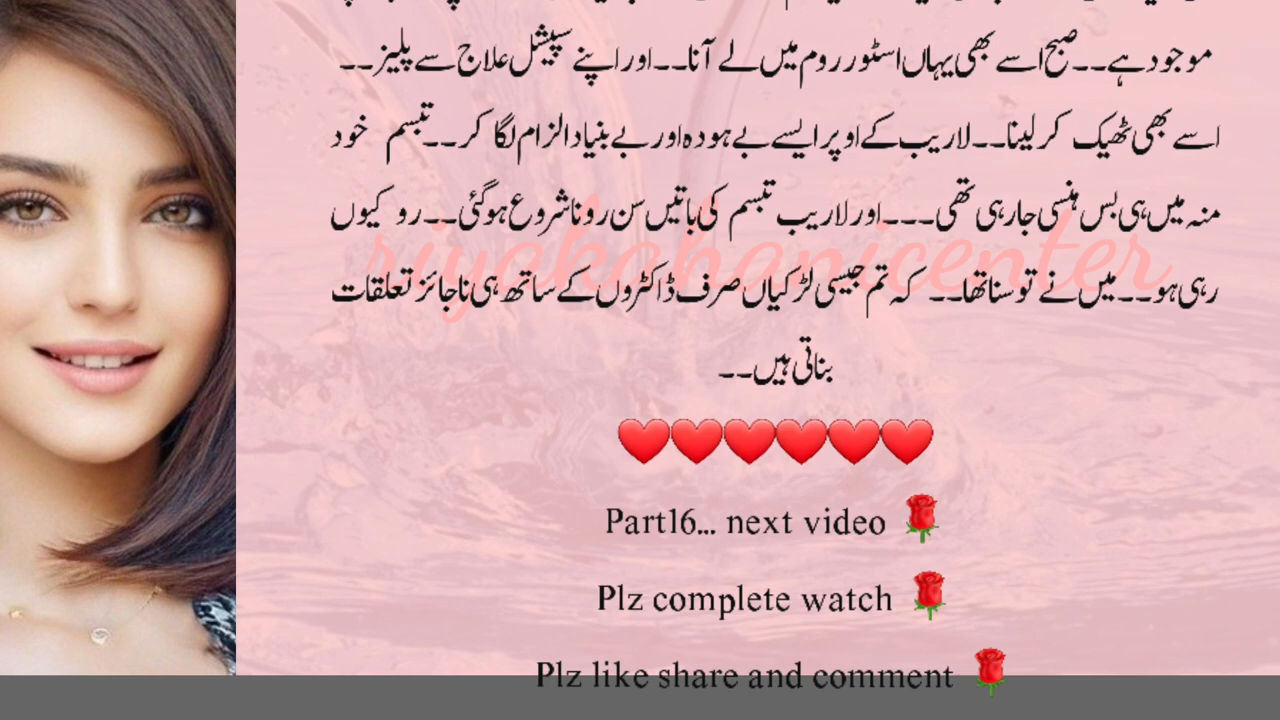 موجود ہے۔۔صبح اسے بھی یہاں اسٹور روم میں لے آنا۔۔اور اپنے سپیشل علاج سے پلیز۔۔
اسے بھی ٹھیک کر لینا۔۔لاریب کے اوپر ایسے بے ہودہ اور بے بنیاد الزام لگا کر۔۔تبسم خود
منہ میں ہی بس ہنسی جا رہی تھی۔۔۔اور لاریب تبسم کی باتیں سن رونا شروع ہوگئی۔۔رو کیوں
رہی ہو۔۔میں نے تو سنا تھا۔۔ کہ تم جیسی لڑکیاں صرف ڈاکٹروں کے ساتھ ہی ناجائز تعلقات
بناتی ہیں۔۔
riyakahanicenter
Part16... next video
Plz complete watch
Plz like share and comment